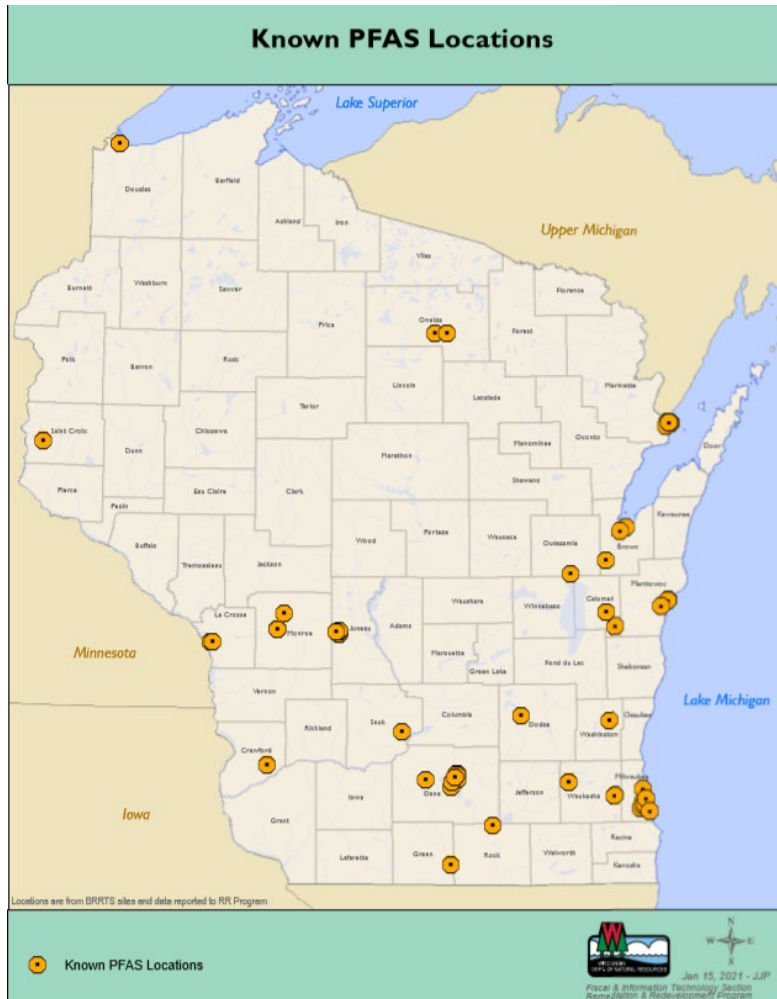 Known PFAS Locations
Lake Superior
Douglas
Bayfield
Ashland
Iron
Upper Michigan
Vilas
Burnett
Washburn
Sawyer
Florence
Price
Oneida
Forest
Polk
Barron
Rusk
Lincoln
Langlade
Marinette
Taylor
Saint Croix
Dunn
Chippewa
Oconto
Menominee
Door
Marathon
Shawano
Pierce
Eau Claire
Clark
Pepin
Kewaunee
Buffalo
Trempealeau
Wood
Portage
Waupaca
Outagamie
Brown
Jackson
Manitowoc
La Crosse
Waushara
Winnebago
Calumet
Monroe
Juneau
Adams
Marquette
Green Lake
Minnesota
Fond du Lac
Sheboygan
Vernon
Lake Michigan
Columbia
Dodge
Ozaukee
Richland
Sauk
Washington
Crawford
Milwaukee
Iowa
Dane
Jefferson
Waukesha
Iowa
Grant
Racine
Lafayette
Green
Rock
Walworth
Kenosha
Locations are from BRRTS sites and data reported to RR Program
Known PFAS Locations
N
W E
S
WISCONSIN
DEPT. OF NATURAL RESOURCES
Jan 15, 2021 - JJP
Fiscal & Information Technology Section
Remediation & Redevelopment Program